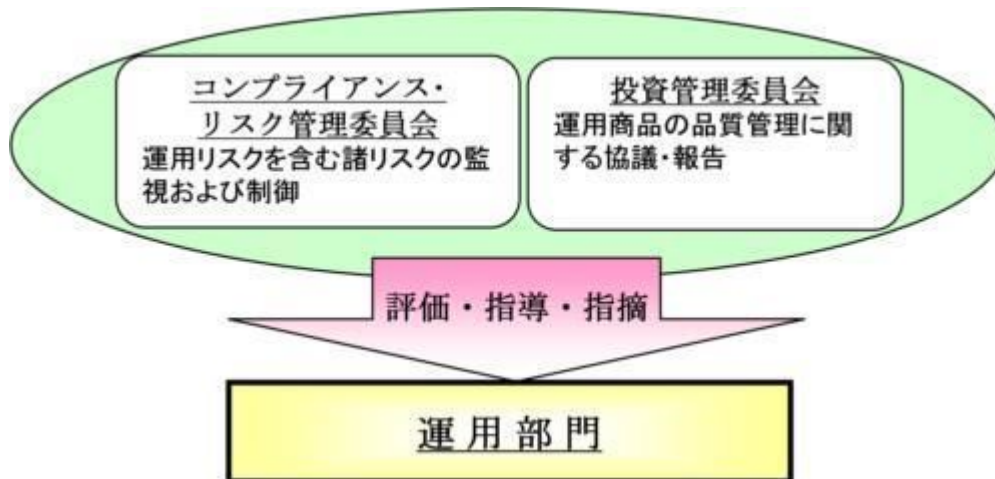 コンプライアンス・
リスク管理委員会
運用リスクを含む諸リスクの監
視および制御
投資管理委員会
運用商品の品質管理に関
する協議・報告
評価・指導・指摘
運用部門